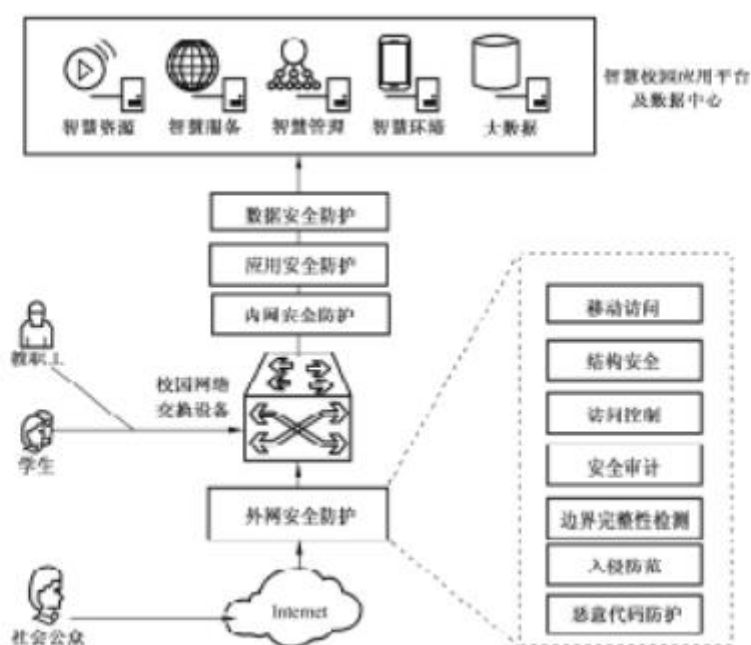 智慧资源
智慧服务
智慧管理
智慧环境
大数据
智慧校园应用平台
及数据中心
数据安全防护
应用安全防护
内网安全防护
教职工
校园网络
交换设备
学生
外网安全防护
Internet
社会公众
移动访问
结构安全
访问控制
安全审计
边界完整性检测
入侵防范
恶意代码防护